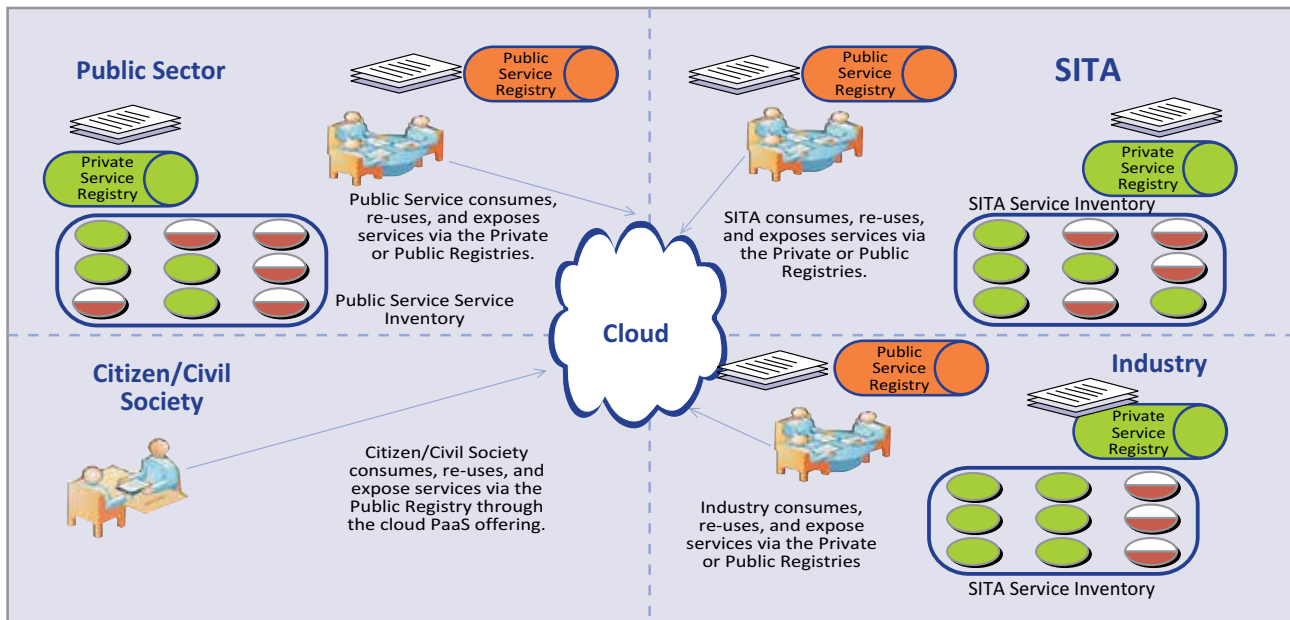 Public Sector
Public
Service
Registry
Private
Service
Registry
Public Service consumes,
re-uses, and exposes
services via the Private
or Public Registries.
Public Service Service
Inventory
SITA
Public
Service
Registry
Private
Service
Registry
SITA Service Inventory
SITA consumes, re-uses,
and exposes services via
the Private or Public
Registries.
Cloud
Citizen/Civil
Society
Citizen/Civil Society
consumes, re-uses, and
expose services via the
Public Registry through
the cloud PaaS offering.
Industry
Public
Service
Registry
Private
Service
Registry
Industry consumes,
re-uses, and expose
services via the Private
or Public Registries
SITA Service Inventory